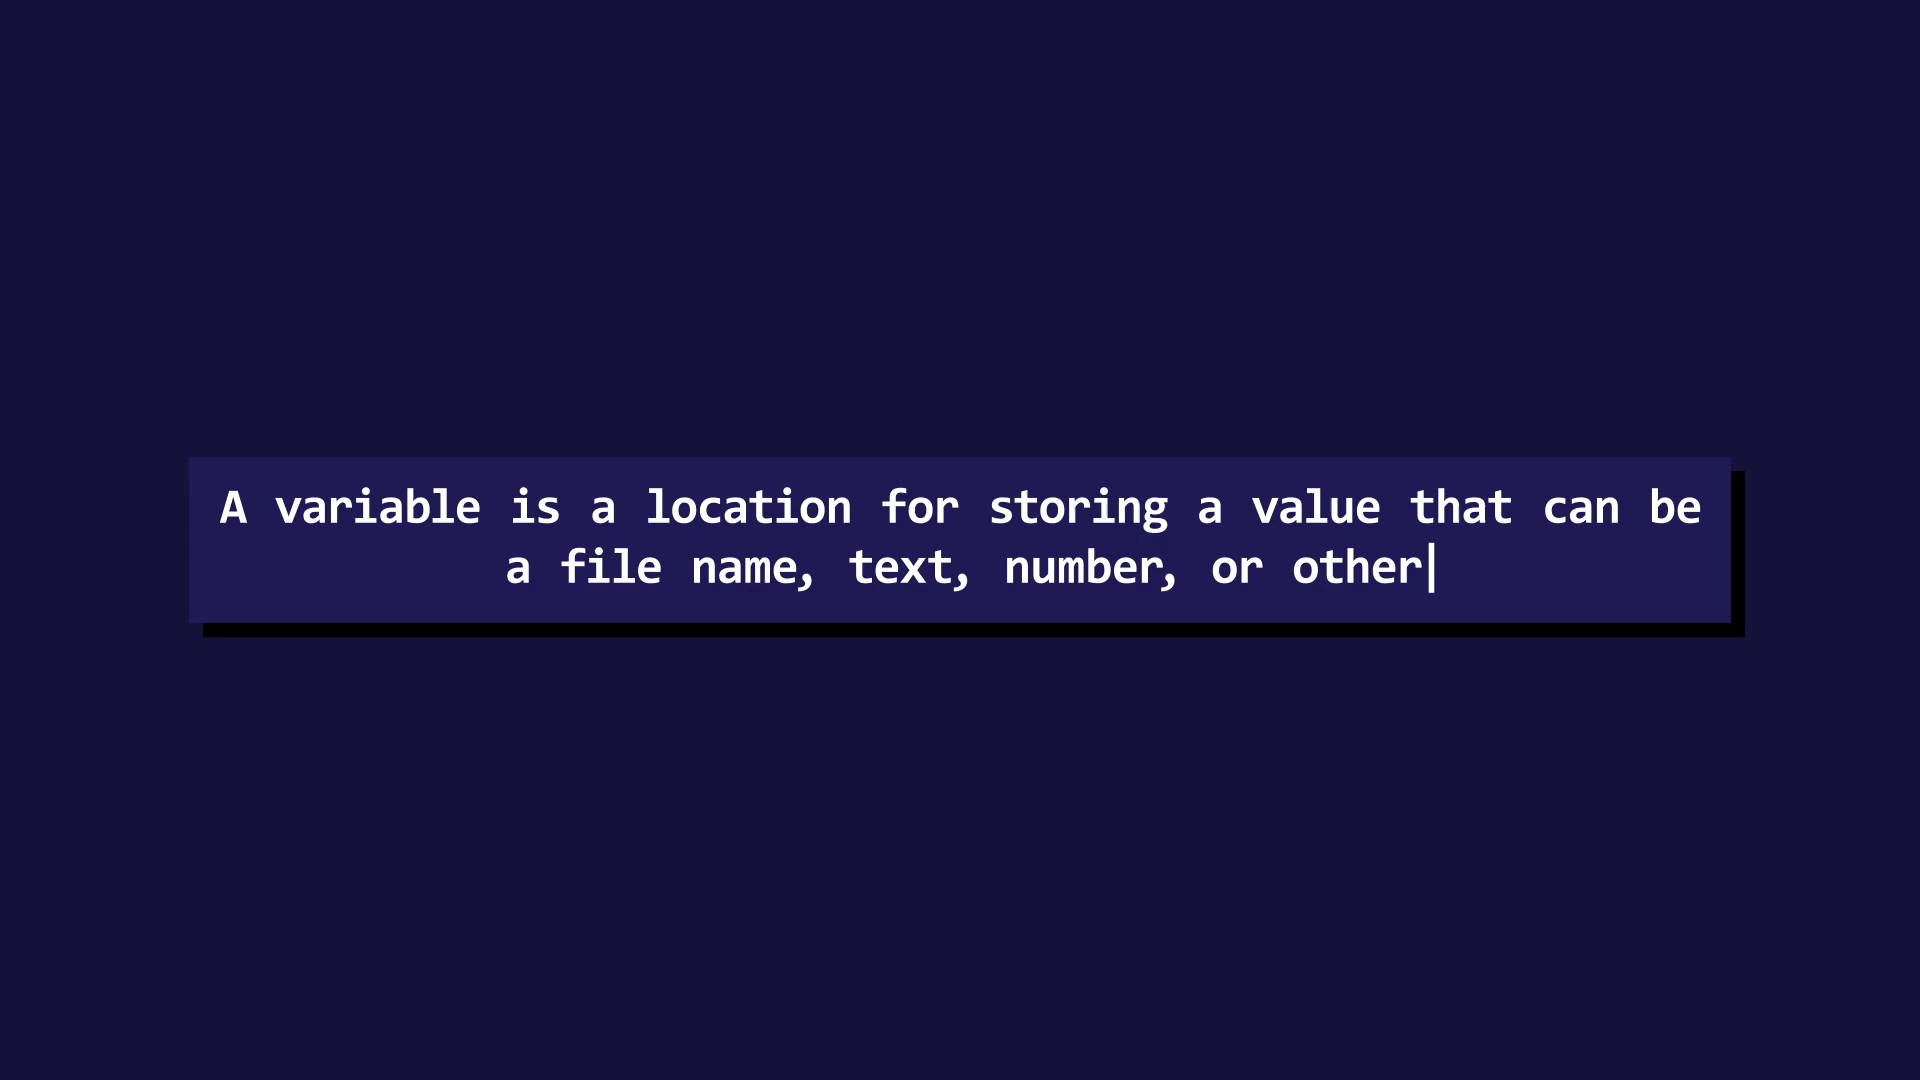 A variable is a location for storing a value that can be
a file name, text, number, or other